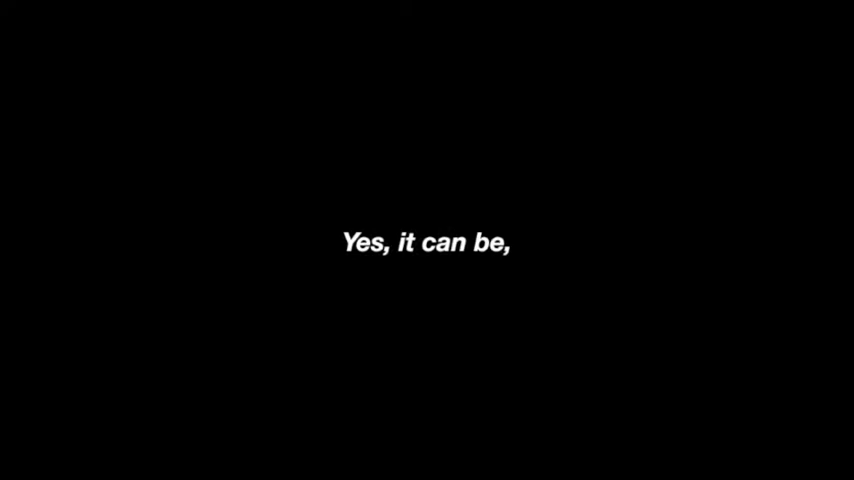 Yes, it can be,